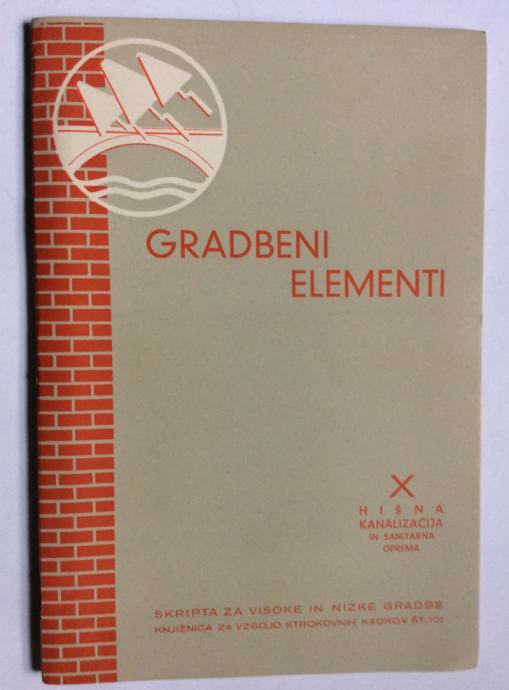 GRADBENI
ELEMENTI
X
HIŠNA
KANALIZACIJA
IN SANITARNA
OPREMA
SKRIPTA ZA VISOKE IN NIZKE GRADBE
KNJIŽNICA ZA VZGOJO STROKOVNIH KADROV ŠT. 101